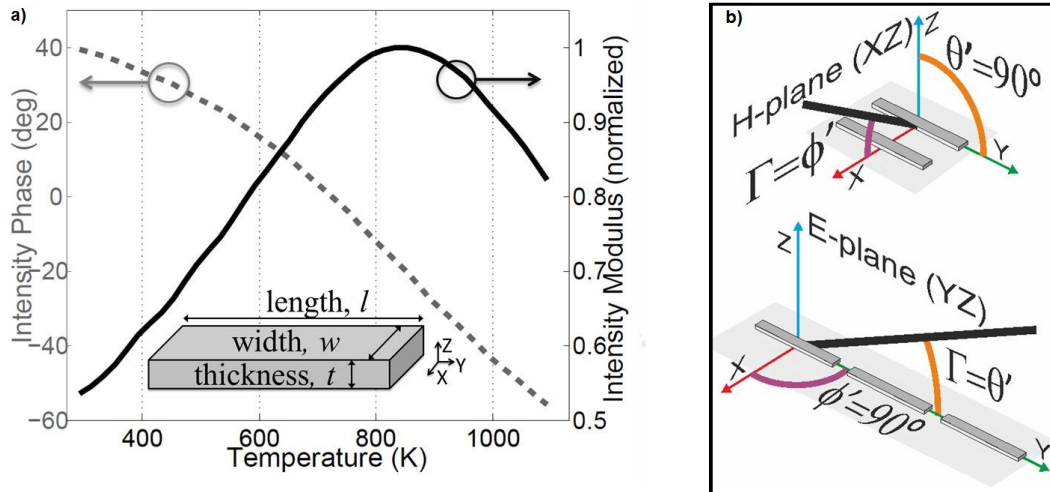 a)
Intensity Phase (deg)
40
20
0
−20
−40
−60
1
0.9
0.8
0.7
0.6
0.5
Intensity Modulus (normalized)
length, l
width, w
thickness, t
Z
Y
X
400
600
800
1000
Temperature (K)
b)
H-plane (XZ)
Z
θ'=90º
Y
Γ=ϕ'
X
E-plane (YZ)
Z
X
Γ=θ'
ϕ'=90º
Y